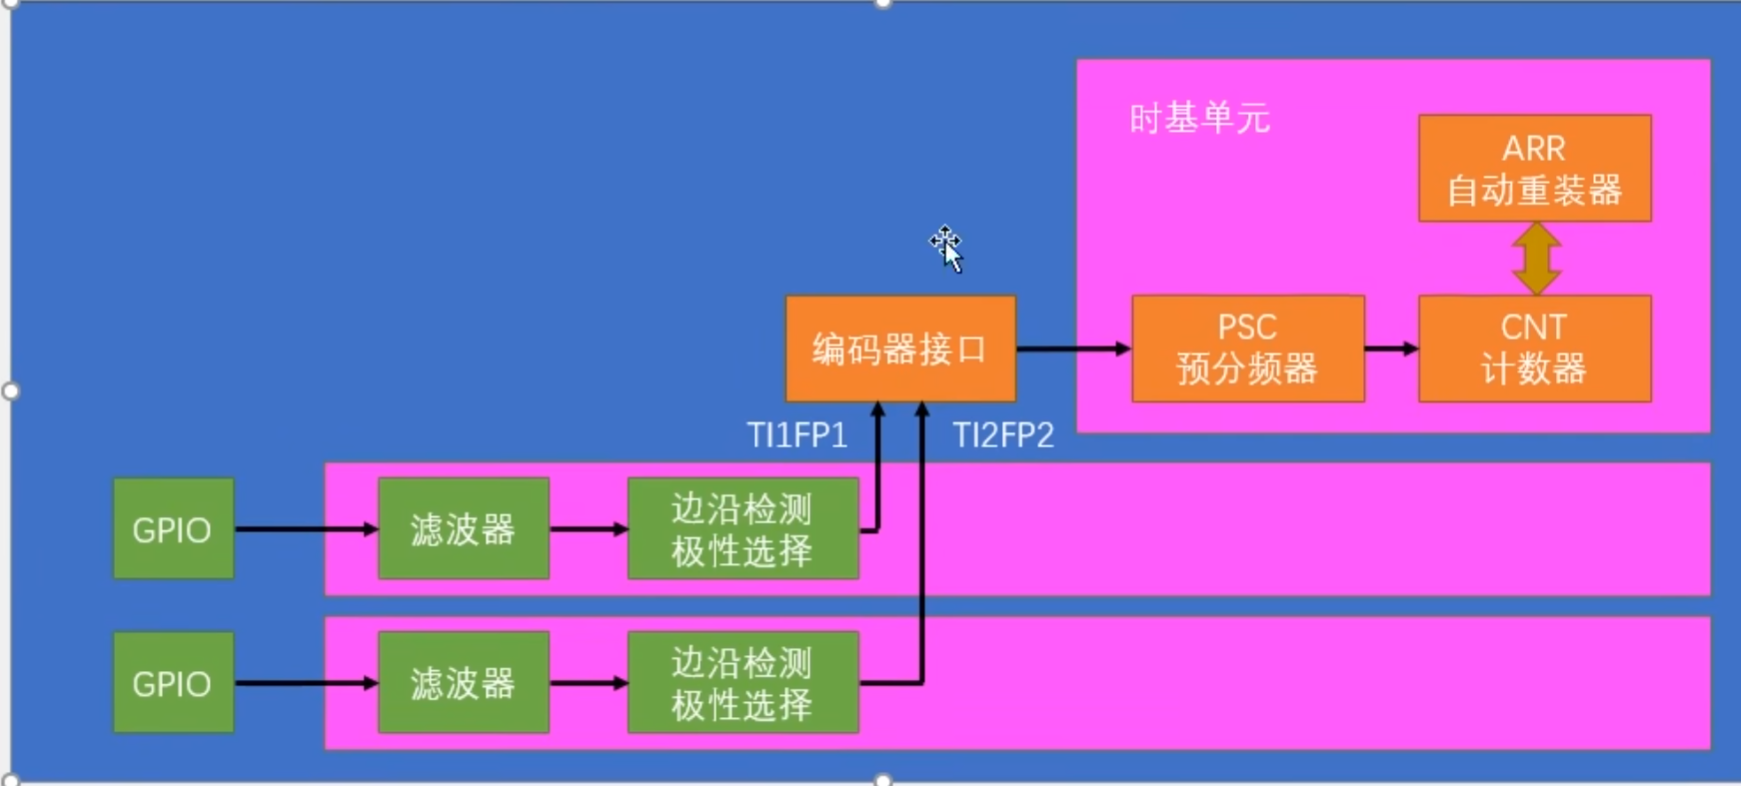 时基单元
ARR
自动重装器
编码器接口
PSC
预分频器
CNT
计数器
TI1FP1
TI2FP2
GPIO
滤波器
边沿检测
极性选择
GPIO
滤波器
边沿检测
极性选择